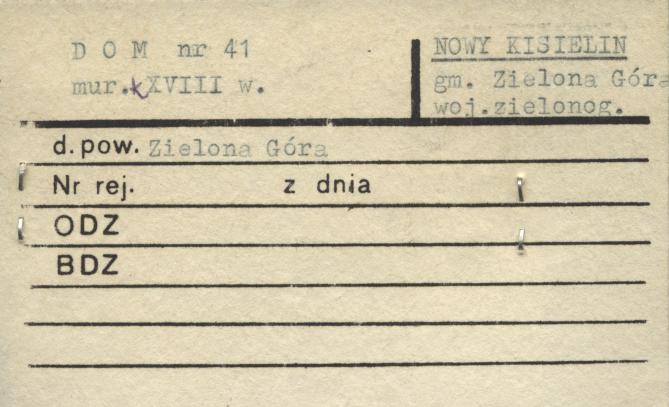 D O M nr 41
mur. k XVIII w.
NOWY KISIELIN
gm. Zielona Góra
woj.zielonog.
d. pow. Zielona Góra
Nr rej. z dnia
ODZ
BDZ